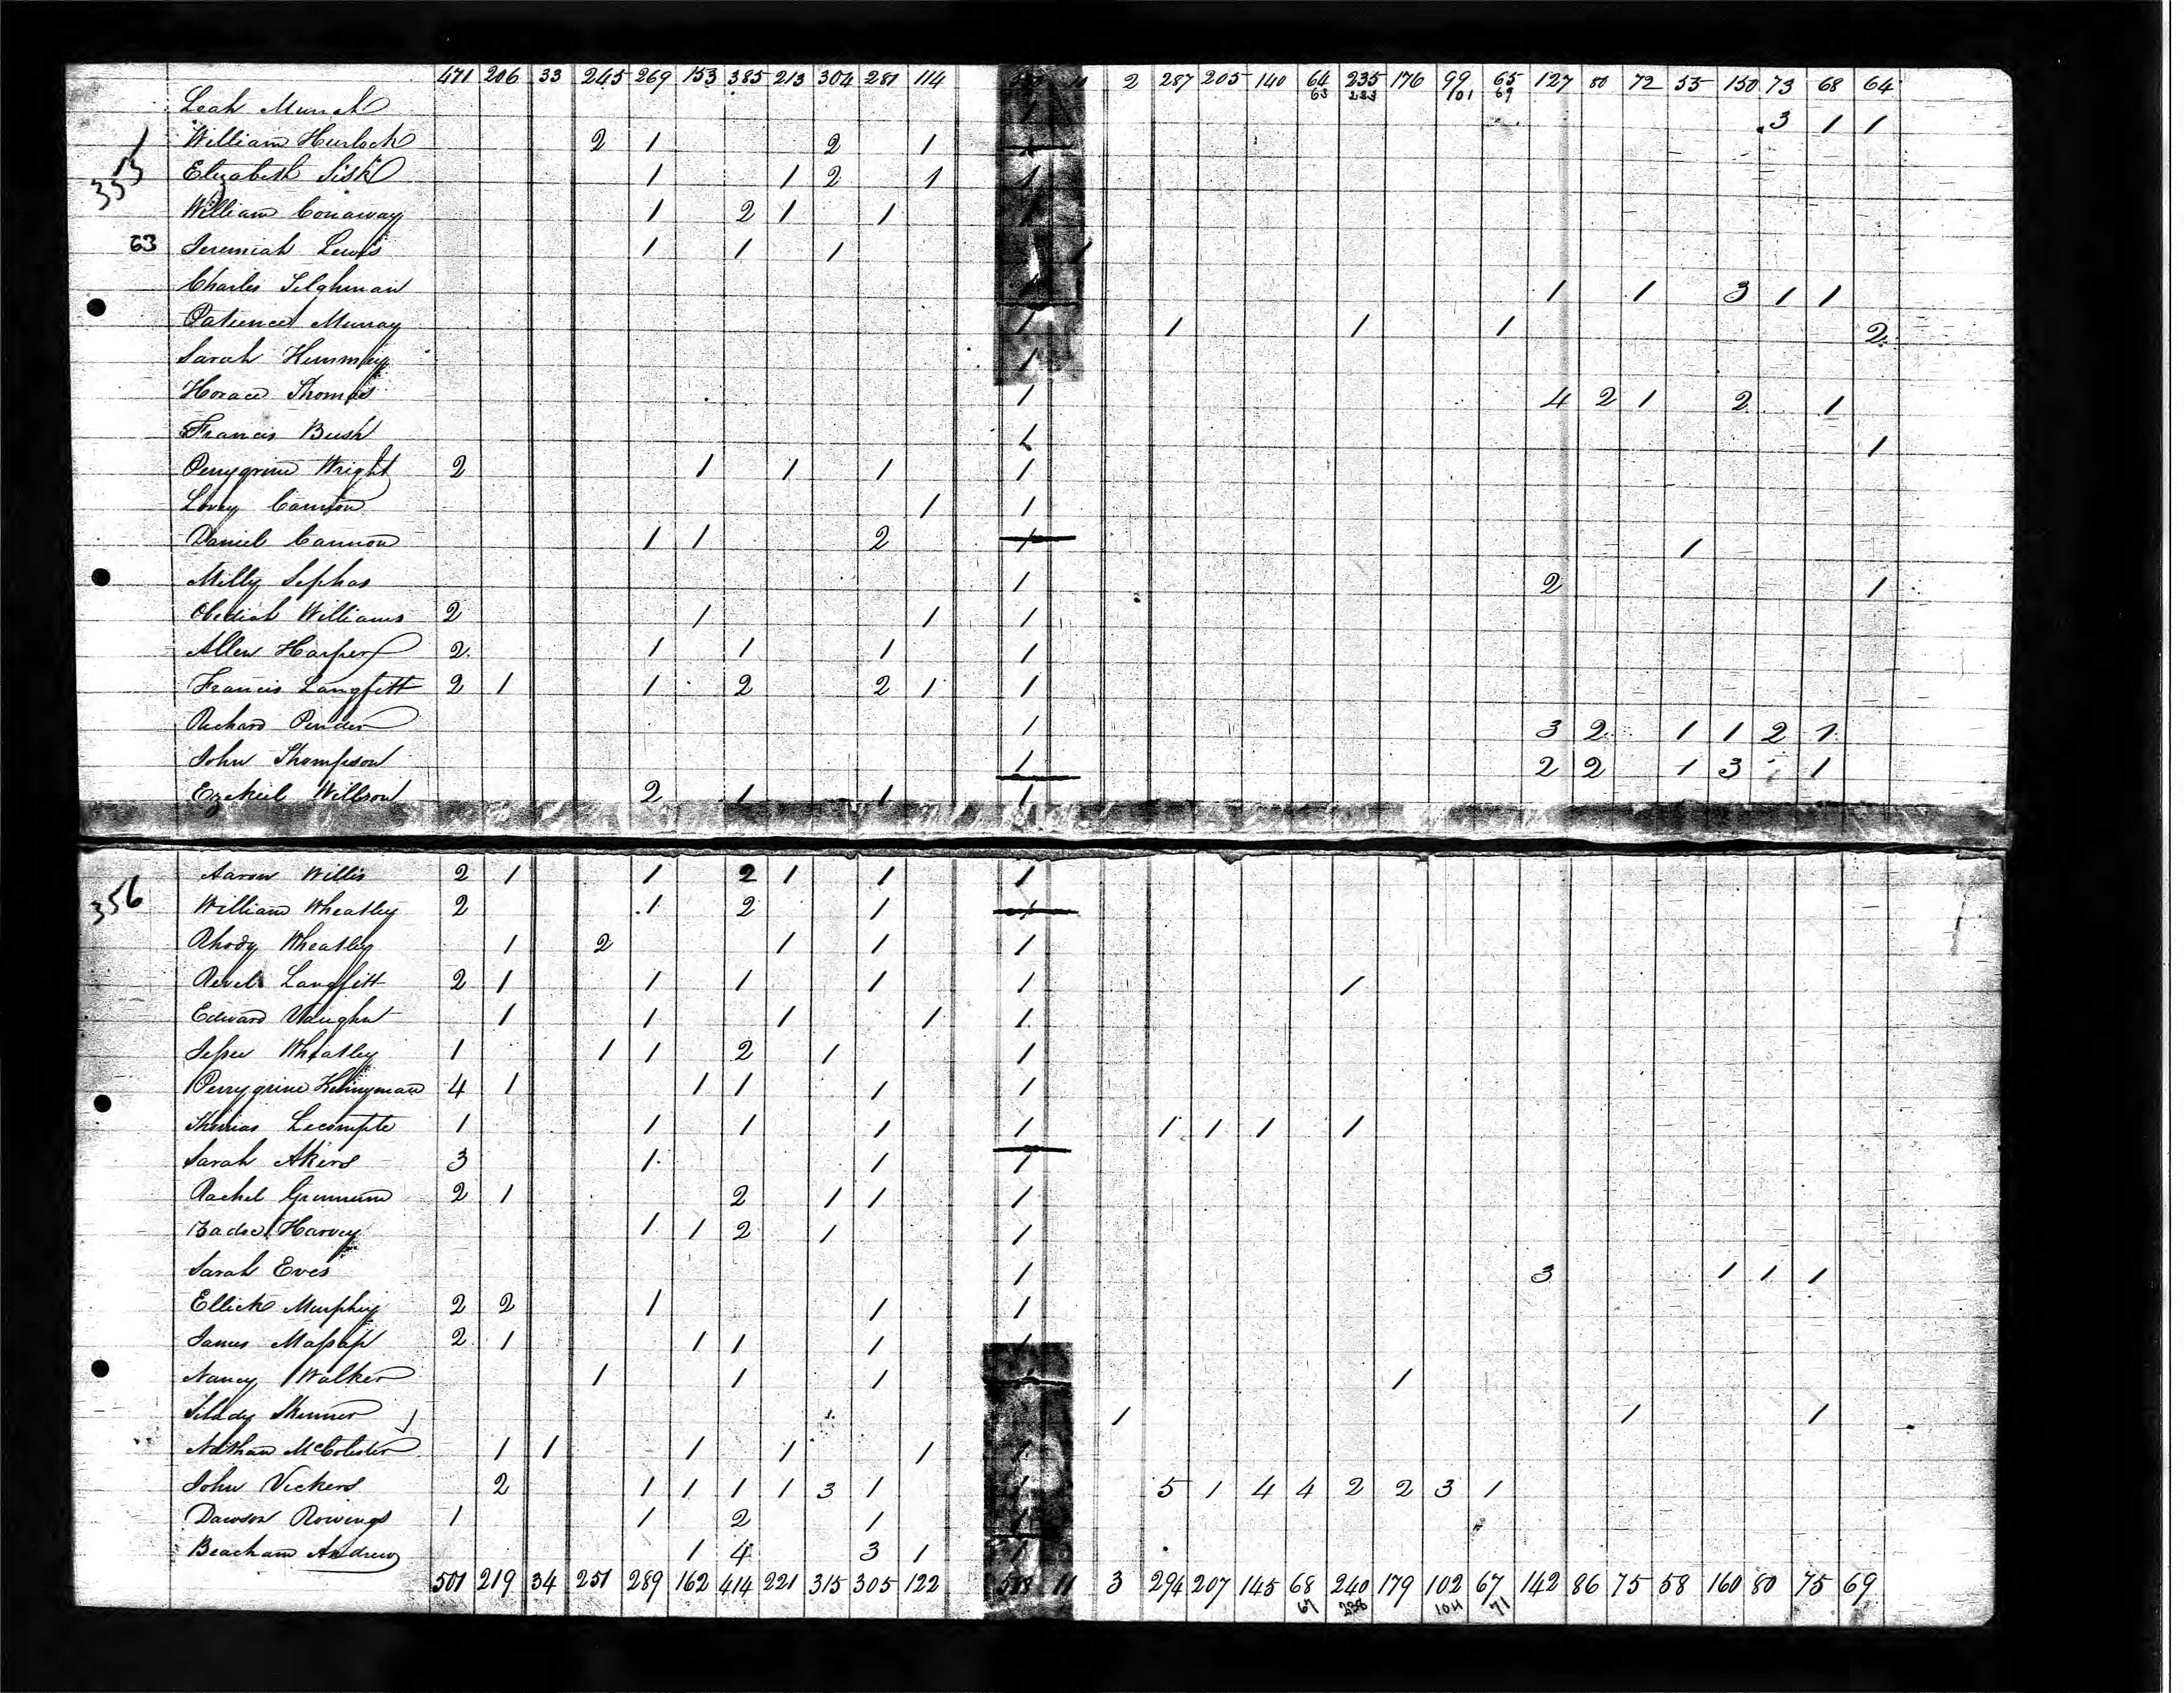 471 206 33 245 269 153 385 213 304 281 114 10 2 287 205 140 64 235 176 99 65 127 80 72 53 150 73 68 64
63 233 101 69
Leah 1 3 1 1
1 William Hurlock 2 1 2 1 1
355 Elizabeth Sisk 1 1 2 1 1
William Conaway 1 2 1 1 1
63 Jeremiah Lewis 1 1 1 1
Charles Tilghman 1 1 1 3 1 1
Patience Murray 1 1 1 1 2
Sarah 1
Horace Thomas 1 4 2 1 2 1
Francis Bush 1 1
Perrygrine Wright 2 1 1 1 1
Lovey Cannon 1 1
Daniel Cannon 1 1 2 1 1
Milly Sephas 1 2 1
Obediah Williams 2 1 1 1
Allen Harper 2 1 1 1 1
Francis Langfitt 2 1 1 2 2 1 1
Richard Pinder 1 3 2 1 1 2 1
John Thompson 1 2 2 1 3 1
Ezekiel Willson 2 1 1 1
Aaron Willis 2 1 1 2 1 1 1
356 William Wheatley 2 1 2 1 1
Rhody Wheatley 1 2 1 1 1
Revel Langfitt 2 1 1 1 1 1 1
Edward Vaughn 1 1 1 1 1
Wheatley 1 1 1 2 1 1
Perrygrine 4 1 1 1 1 1
Thomas Lecompte 1 1 1 1 1 1 1 1 1
Sarah Akers 3 1 1 1
Rachel 2 1 2 1 1 1
Harvey 1 1 2 1 1
Sarah Eves 1 3 1 1 1
Ellick Murphy 2 2 1 1 1
James 2 1 1 1 1 1
Nancy Walker 1 1 1 1 1
Skinner 1 1 1
Nathan McColister 1 1 1 1 1 1
John Vickers 2 1 1 1 1 3 1 1 5 1 4 4 2 2 3 1
Dawson Rowings 1 1 2 1 1
Beacham Andrew 1 4 3 1 1
501 219 34 251 289 162 414 221 315 305 122 11 3 294 207 145 68 240 179 102 67 142 86 75 58 160 80 75 69
67 238 104 71